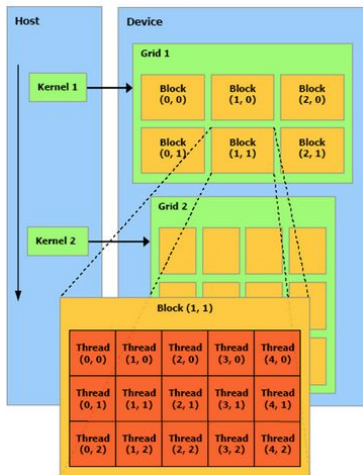 Host
Device
Grid 1
Kernel 1
Block Block Block
(0, 0) (1, 0) (2, 0)
Block Block Block
(0, 1) (1, 1) (2, 1)
Grid 2
Kernel 2
Block (1, 1)
Thread Thread Thread Thread Thread
(0, 0) (1, 0) (2, 0) (3, 0) (4, 0)
Thread Thread Thread Thread Thread
(0, 1) (1, 1) (2, 1) (3, 1) (4, 1)
Thread Thread Thread Thread Thread
(0, 2) (1, 2) (2, 2) (3, 2) (4, 2)